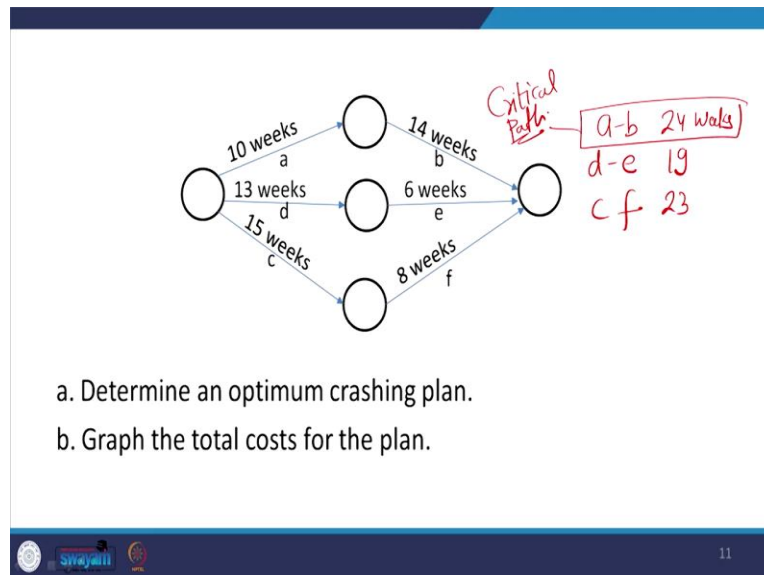 Critical
Path.
a-b 24 weeks
d-e 19
c f 23
10 weeks
a
14 weeks
b
13 weeks
d
6 weeks
e
15 weeks
c
8 weeks
f
a. Determine an optimum crashing plan.
b. Graph the total costs for the plan.
swayam
11